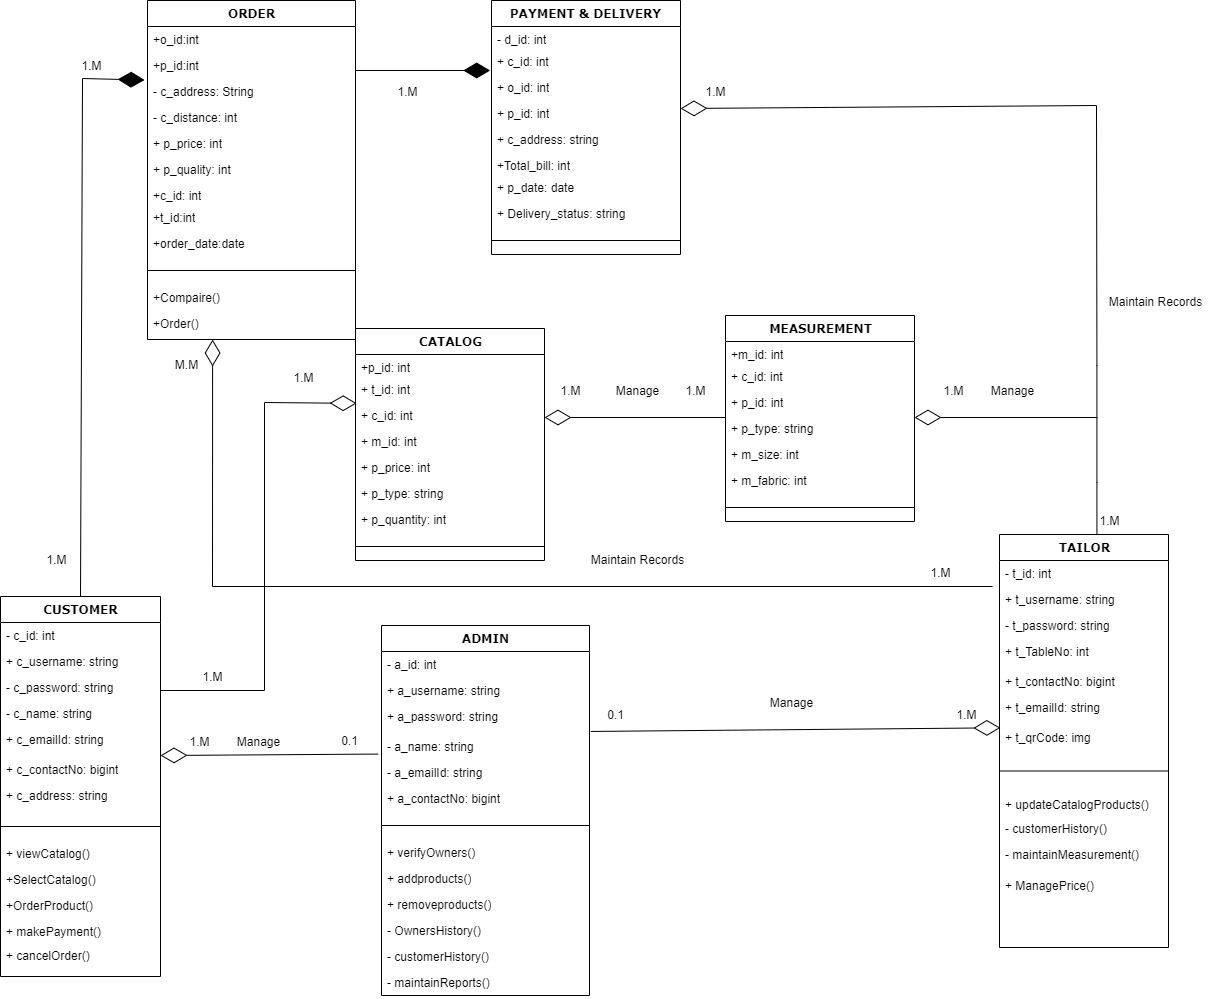 ORDER
+o_id:int
+p_id:int
- c_address: String
- c_distance: int
+ p_price: int
+ p_quality: int
+c_id: int
+t_id:int
+order_date:date
+Compaire()
+Order()
PAYMENT & DELIVERY
- d_id: int
+ c_id: int
+ o_id: int
+ p_id: int
+ c_address: string
+Total_bill: int
+ p_date: date
+ Delivery_status: string
1.M
1.M
1.M
Maintain Records
M.M
1.M
CATALOG
+p_id: int
+ t_id: int
+ c_id: int
+ m_id: int
+ p_price: int
+ p_type: string
+ p_quantity: int
1.M
Manage
1.M
MEASUREMENT
+m_id: int
+ c_id: int
+ p_id: int
+ p_type: string
+ m_size: int
+ m_fabric: int
1.M
Manage
1.M
1.M
Maintain Records
1.M
CUSTOMER
- c_id: int
+ c_username: string
- c_password: string
- c_name: string
+ c_emailId: string
+ c_contactNo: bigint
+ c_address: string
+ viewCatalog()
+SelectCatalog()
+OrderProduct()
+ makePayment()
+ cancelOrder()
1.M
1.M
Manage
0.1
ADMIN
- a_id: int
+ a_username: string
+ a_password: string
- a_name: string
- a_emailId: string
+ a_contactNo: bigint
+ verifyOwners()
+ addproducts()
+ removeproducts()
- OwnersHistory()
- customerHistory()
- maintainReports()
0.1
Manage
1.M
TAILOR
- t_id: int
+ t_username: string
- t_password: string
+ t_TableNo: int
+ t_contactNo: bigint
+ t_emailId: string
+ t_qrCode: img
+ updateCatalogProducts()
- customerHistory()
- maintainMeasurement()
+ ManagePrice()